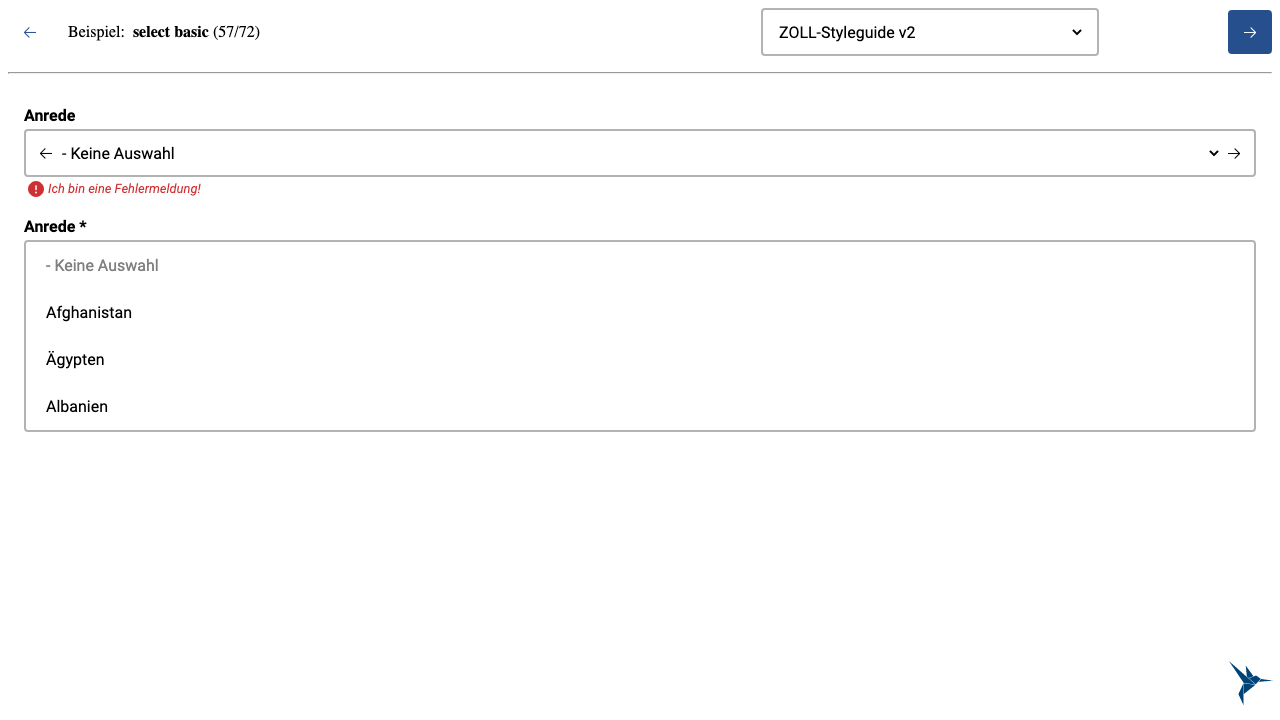 Beispiel: select basic (57/72)
ZOLL-Styleguide v2
Anrede
- Keine Auswahl
Ich bin eine Fehlermeldung!
Anrede *
- Keine Auswahl
Afghanistan
Ägypten
Albanien